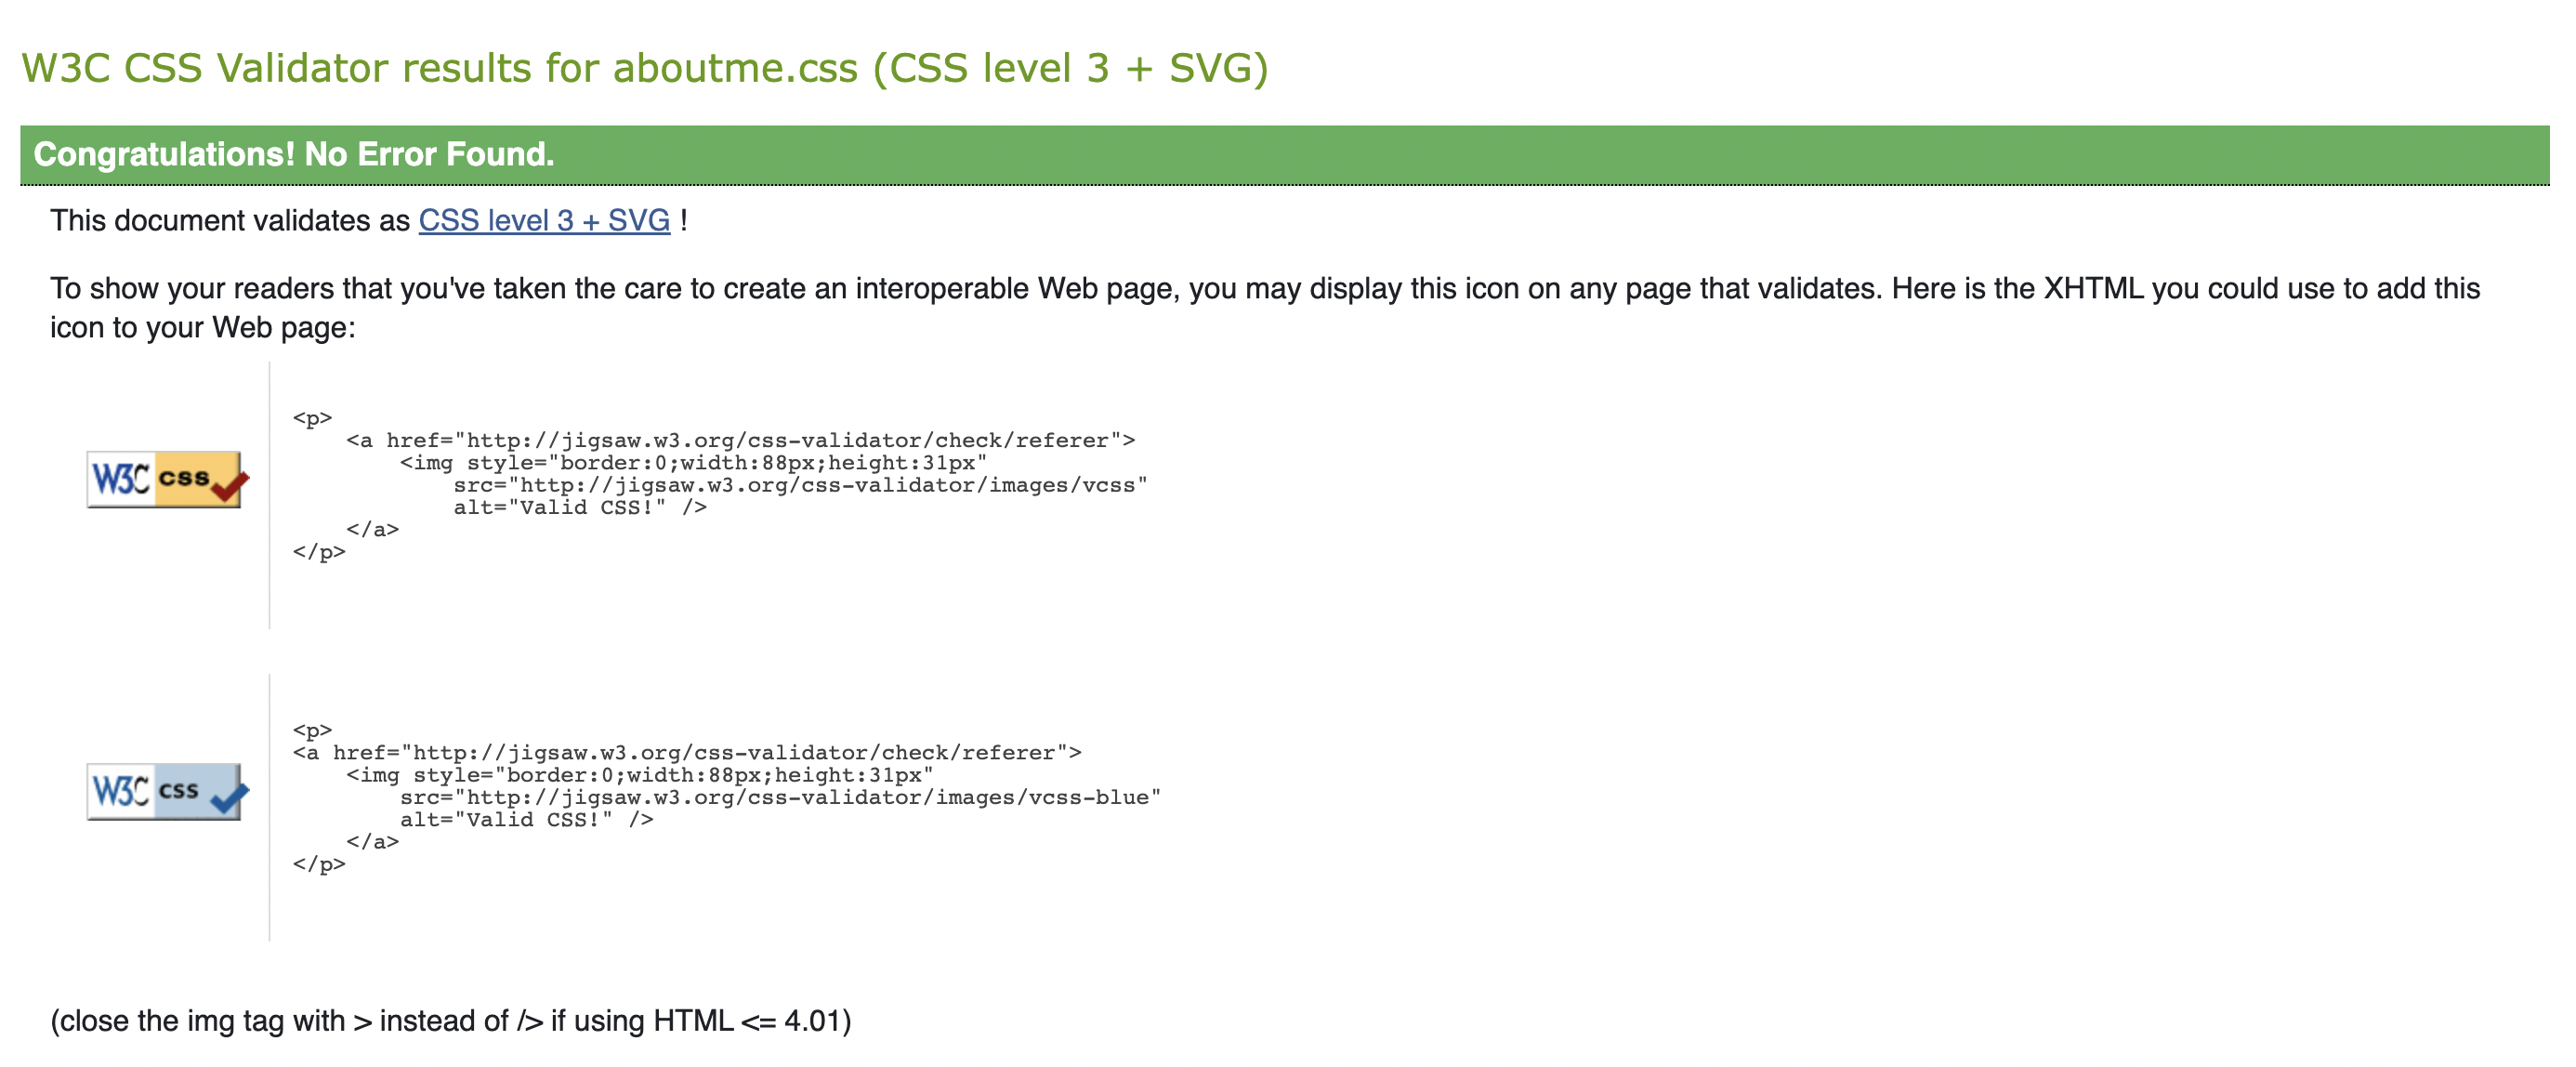 W3C CSS Validator results for aboutme.css (CSS level 3 + SVG)
Congratulations! No Error Found.
This document validates as CSS level 3 + SVG !
To show your readers that you've taken the care to create an interoperable Web page, you may display this icon on any page that validates. Here is the XHTML you could use to add this
icon to your Web page:
W3C css
<p>
    <a href="http://jigsaw.w3.org/css-validator/check/referer">
        <img style="border:0;width:88px;height:31px"
            src="http://jigsaw.w3.org/css-validator/images/vcss"
            alt="Valid CSS!" />
    </a>
</p>
W3C css
<p>
<a href="http://jigsaw.w3.org/css-validator/check/referer">
    <img style="border:0;width:88px;height:31px"
        src="http://jigsaw.w3.org/css-validator/images/vcss-blue"
        alt="Valid CSS!" />
    </a>
</p>
(close the img tag with > instead of /> if using HTML <= 4.01)